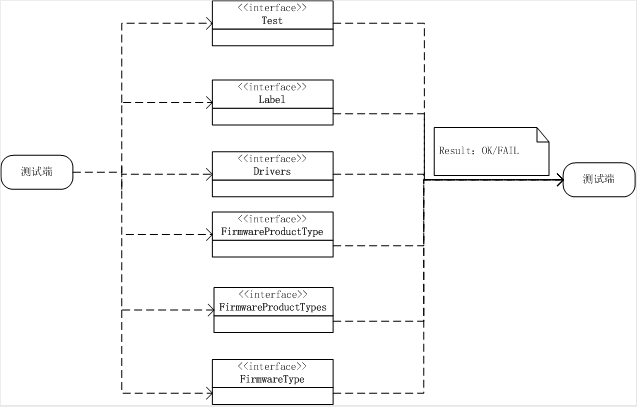 <<interface>>
Test
<<interface>>
Label
Result: OK/FAIL
测试端
<<interface>>
Drivers
测试端
<<interface>>
FirmwareProductType
<<interface>>
FirmwareProductTypes
<<interface>>
FirmwareType